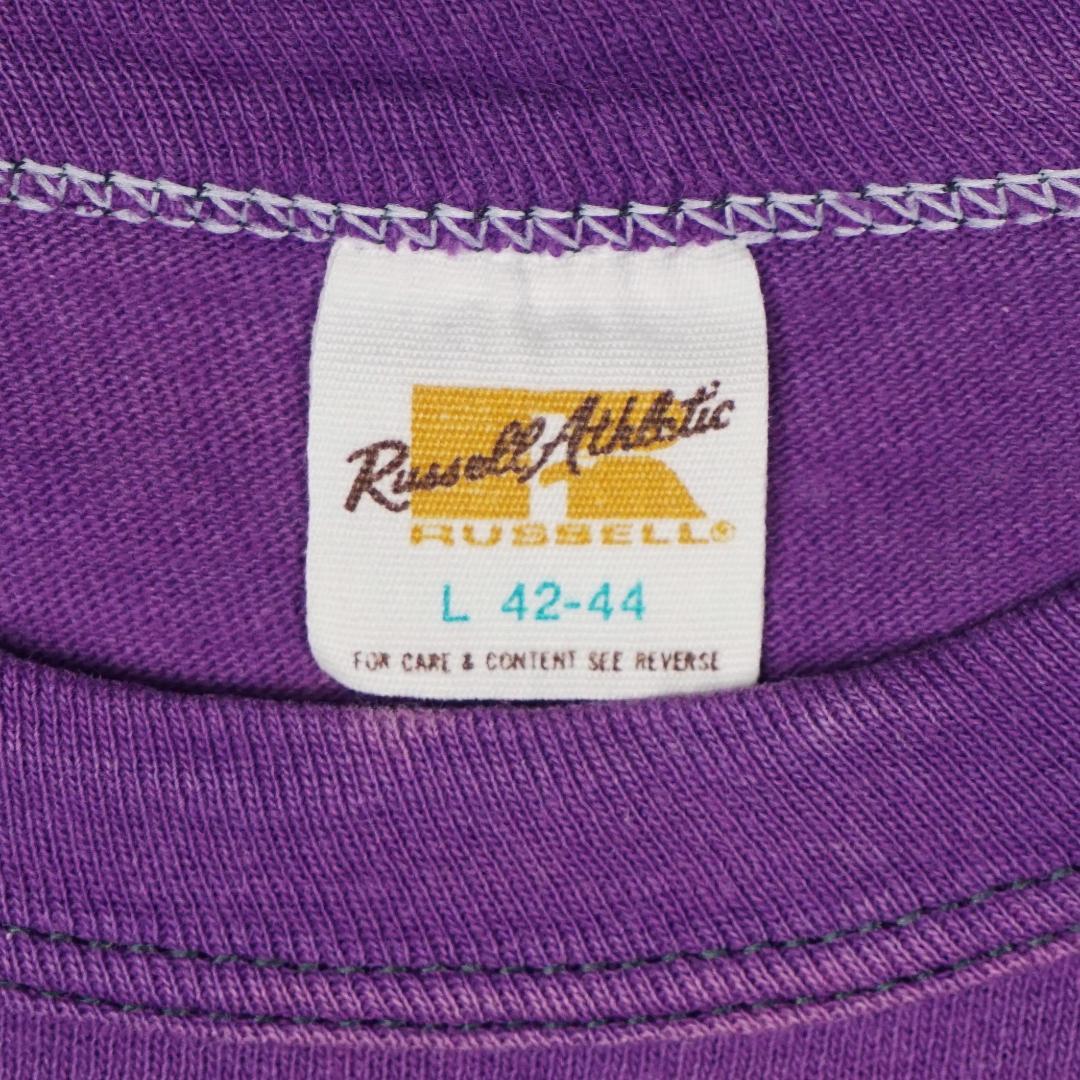 Russell Athletic
RUSSELL®
L 42-44
FOR CARE & CONTENT SEE REVERSE